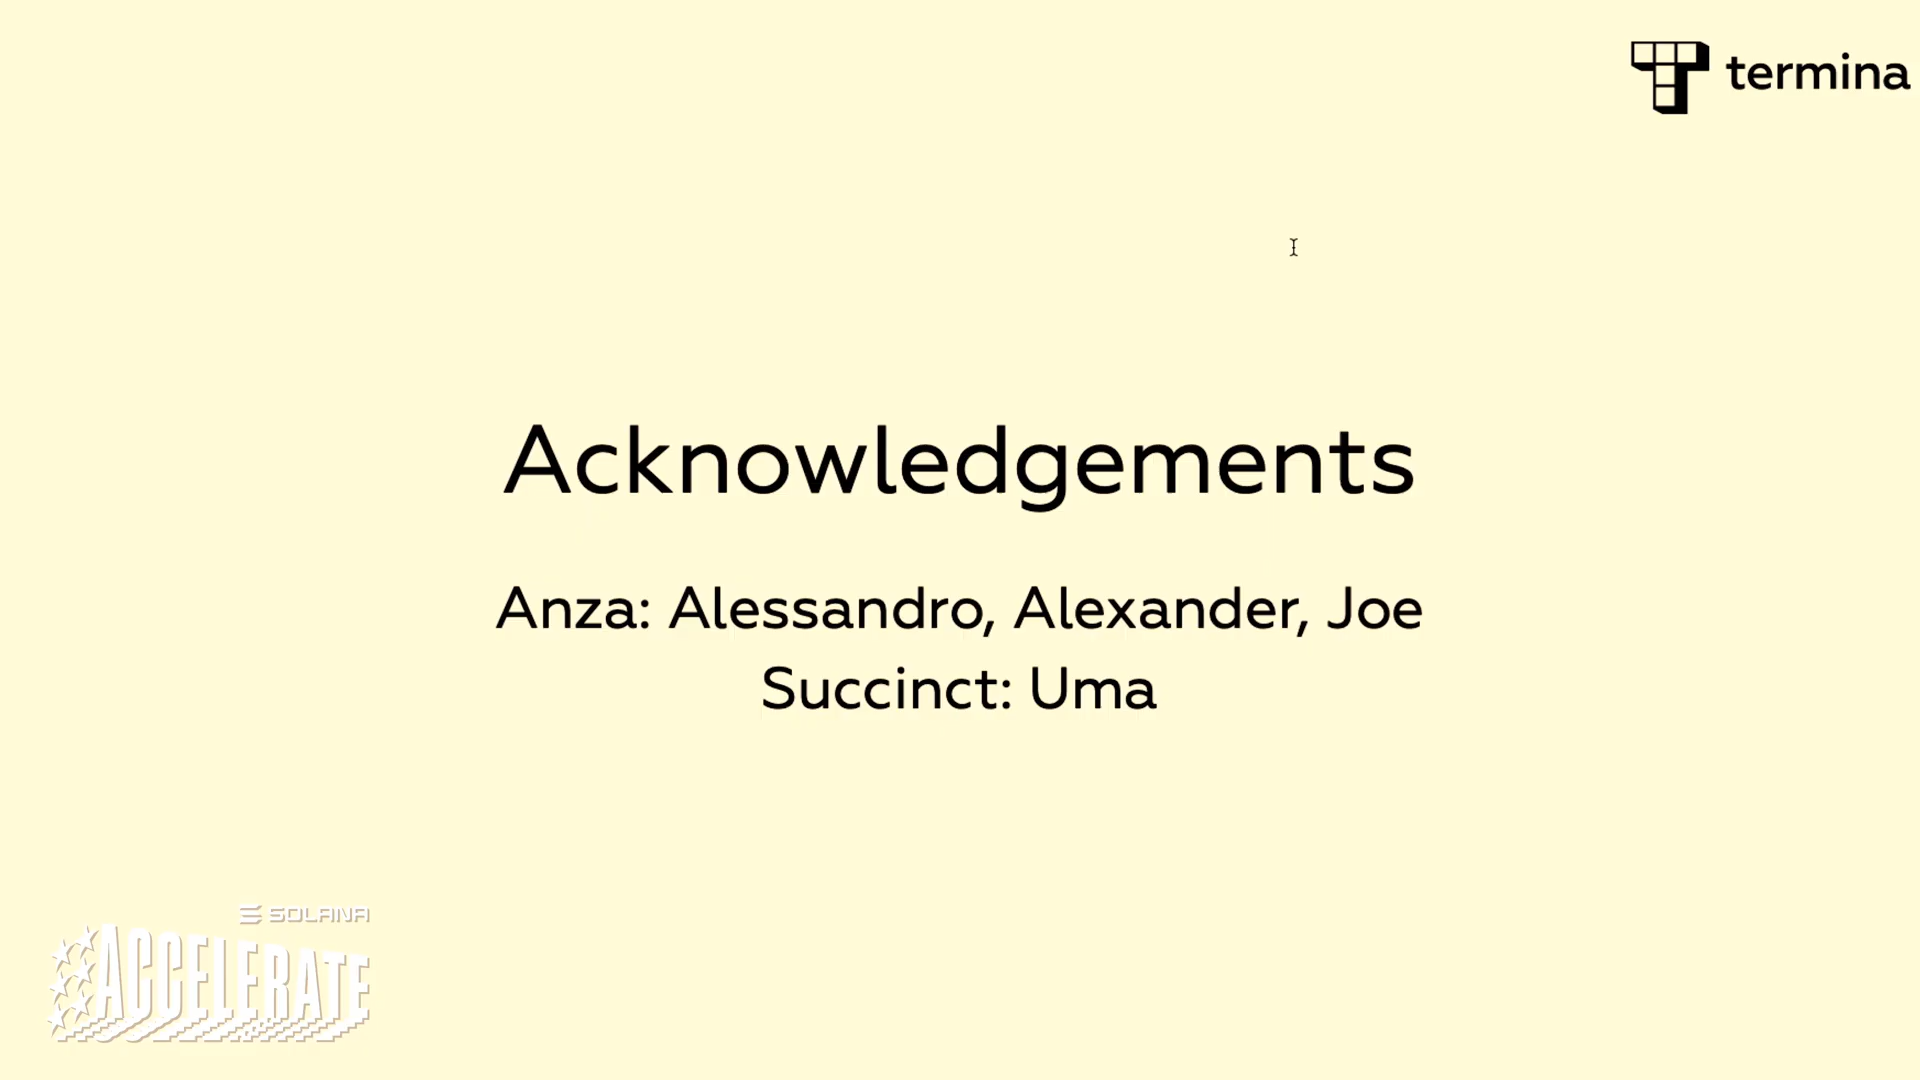 termina
Acknowledgements
Anza: Alessandro, Alexander, Joe
Succinct: Uma
SOLANA
ACCELERATE